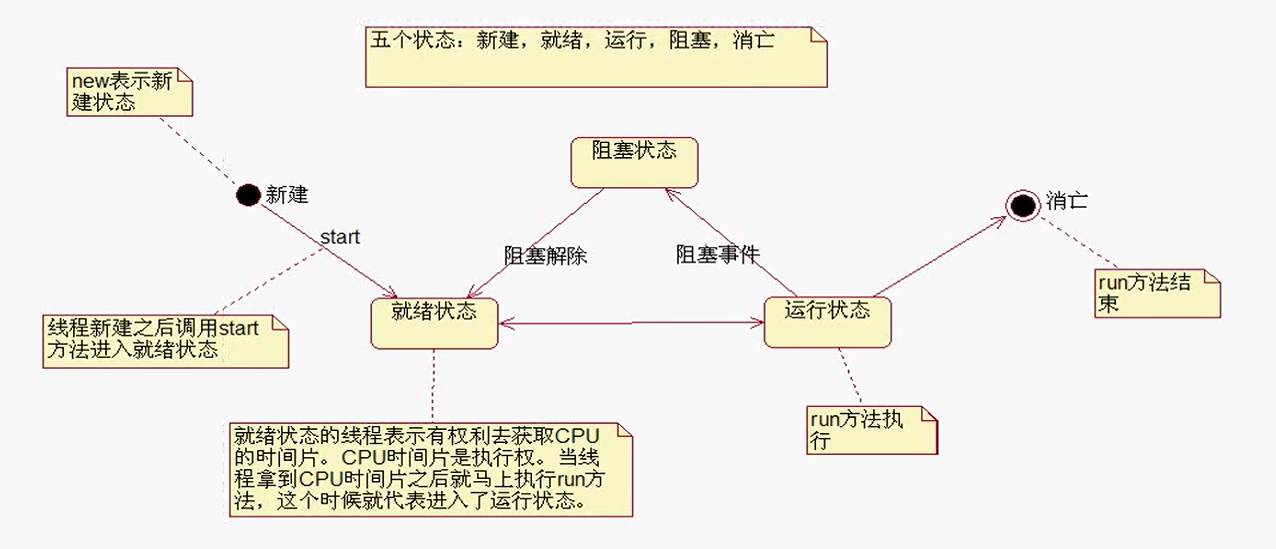 五个状态：新建，就绪，运行，阻塞，消亡
new表示新
建状态
阻塞状态
新建
消亡
start
阻塞解除
阻塞事件
run方法结
束
就绪状态
运行状态
线程新建之后调用start
方法进入就绪状态
run方法执
行
就绪状态的线程表示有权利去获取CPU
的时间片。CPU时间片是执行权。当线
程拿到CPU时间片之后就马上执行run方
法，这个时候就代表进入了运行状态。